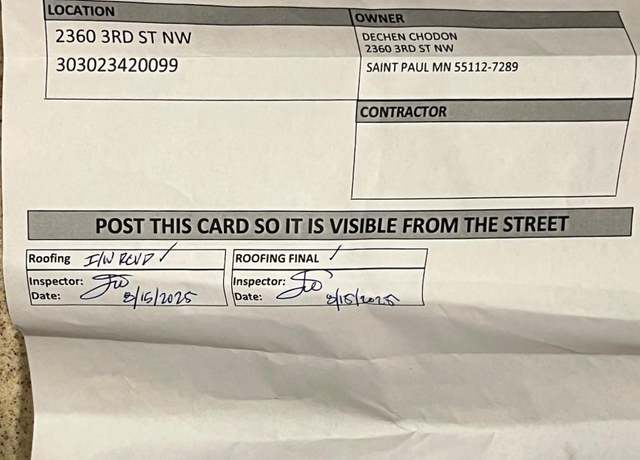 LOCATION
2360 3RD ST NW
303023420099
OWNER
DECHEN CHODON
2360 3RD ST NW
SAINT PAUL MN 55112-7289
CONTRACTOR
POST THIS CARD SO IT IS VISIBLE FROM THE STREET
Roofing I/W RCVD ✓
Inspector:
Date: 8/15/2025
ROOFING FINAL ✓
Inspector:
Date: 8/15/2025